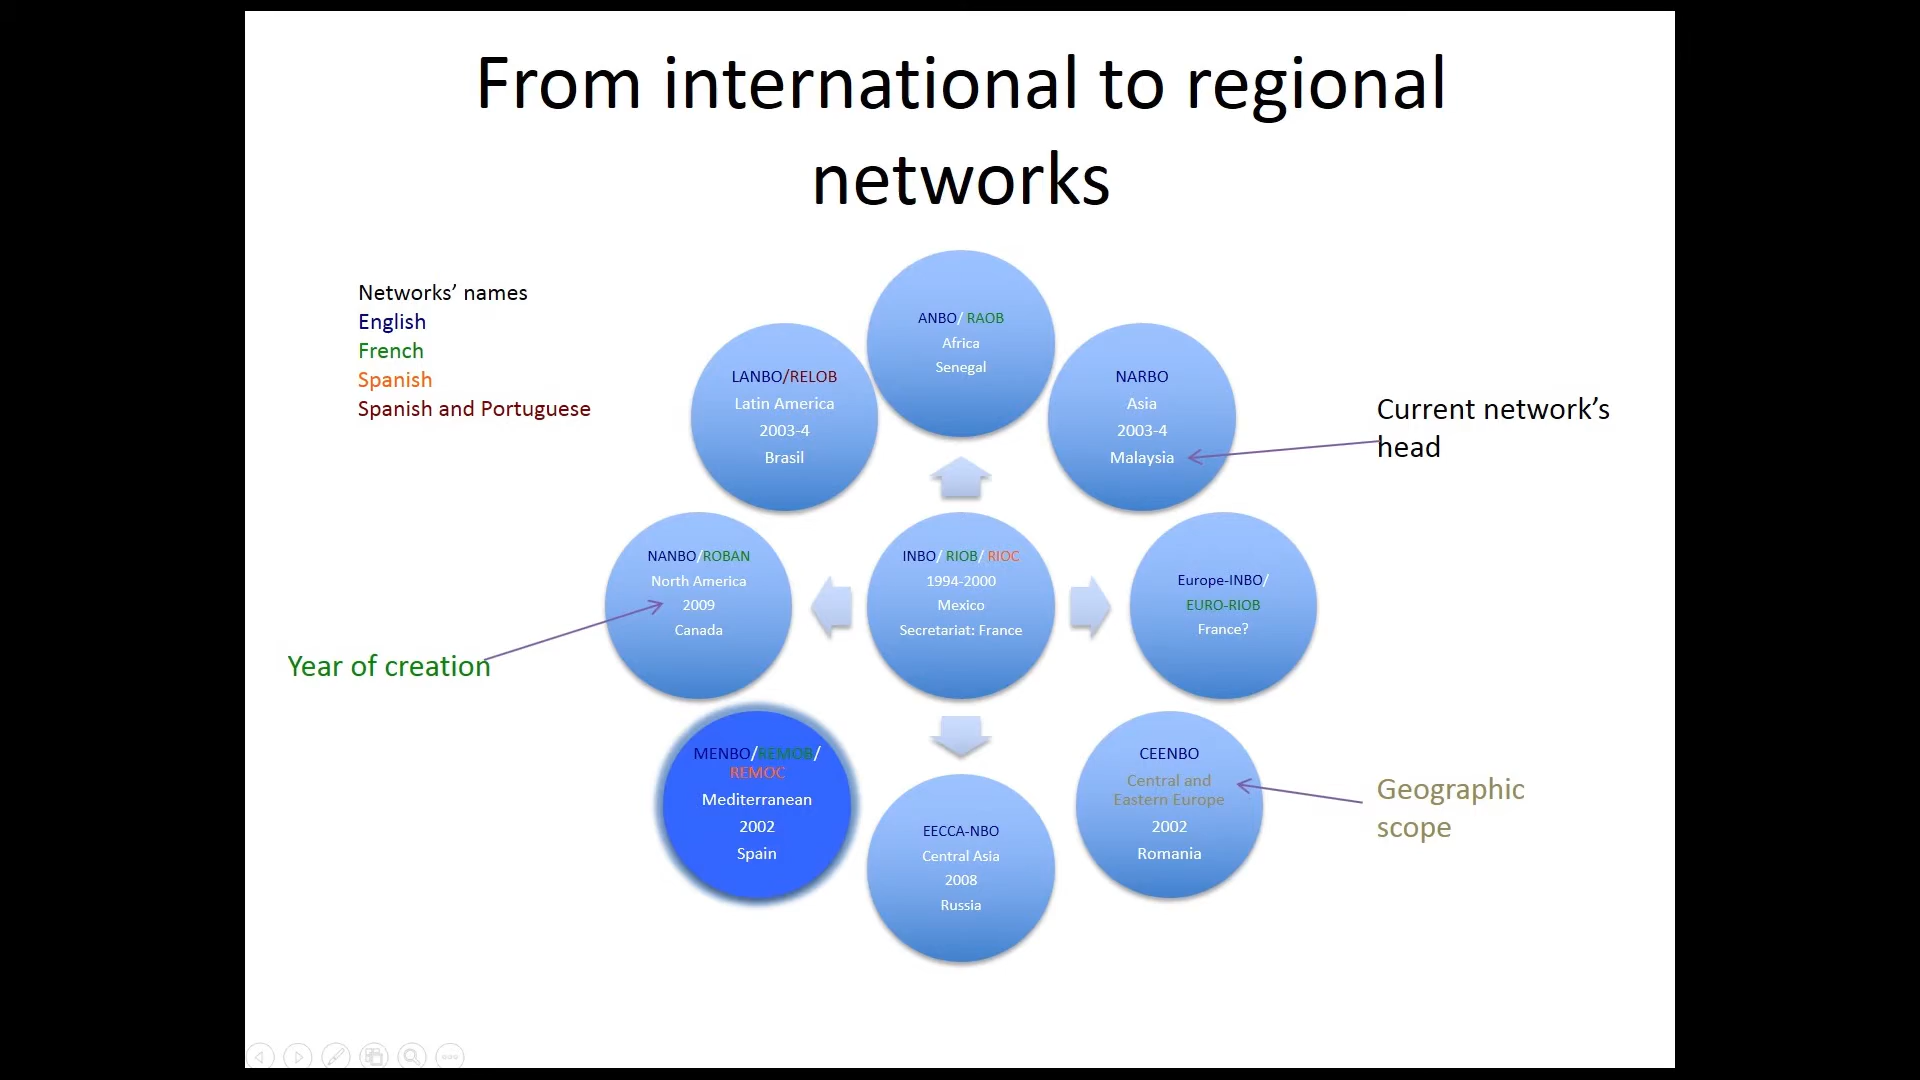 From international to regional
networks
Networks’ names
English
French
Spanish
Spanish and Portuguese
ANBO/ RAOB
Africa
Senegal
LANBO/RELOB
Latin America
2003-4
Brasil
NARBO
Asia
2003-4
Malaysia
Current network’s
head
NANBO/ROBAN
North America
2009
Canada
INBO/ RIOB/ RIOC
1994-2000
Mexico
Secretariat: France
Europe-INBO/
EURO-RIOB
France?
Year of creation
MENBO/REMOB/
REMOC
Mediterranean
2002
Spain
EECCA-NBO
Central Asia
2008
Russia
CEENBO
Central and
Eastern Europe
2002
Romania
Geographic
scope